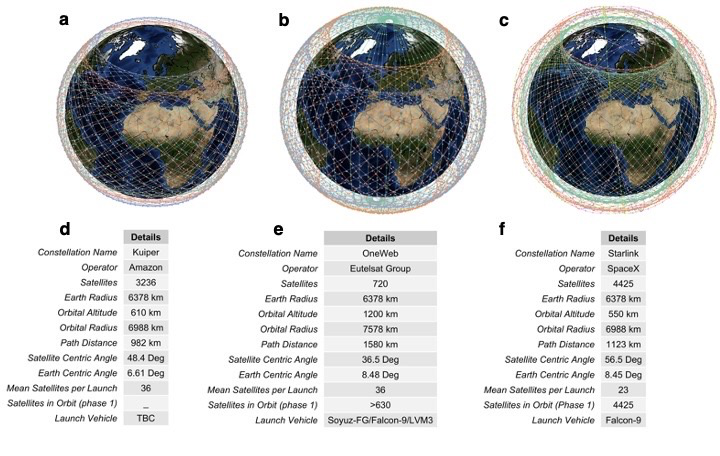 a
b
c
d
Details
Constellation Name Kuiper
Operator Amazon
Satellites 3236
Earth Radius 6378 km
Orbital Altitude 610 km
Orbital Radius 6988 km
Path Distance 982 km
Satellite Centric Angle 48.4 Deg
Earth Centric Angle 6.61 Deg
Mean Satellites per Launch 36
Satellites in Orbit (phase 1) _
Launch Vehicle TBC
e
Details
Constellation Name OneWeb
Operator Eutelsat Group
Satellites 720
Earth Radius 6378 km
Orbital Altitude 1200 km
Orbital Radius 7578 km
Path Distance 1580 km
Satellite Centric Angle 36.5 Deg
Earth Centric Angle 8.48 Deg
Mean Satellites per Launch 36
Satellites in Orbit (phase 1) >630
Launch Vehicle Soyuz-FG/Falcon-9/LVM3
f
Details
Constellation Name Starlink
Operator SpaceX
Satellites 4425
Earth Radius 6378 km
Orbital Altitude 550 km
Orbital Radius 6988 km
Path Distance 1123 km
Satellite Centric Angle 56.5 Deg
Earth Centric Angle 8.45 Deg
Mean Satellites per Launch 23
Satellites in Orbit (Phase 1) 4425
Launch Vehicle Falcon-9